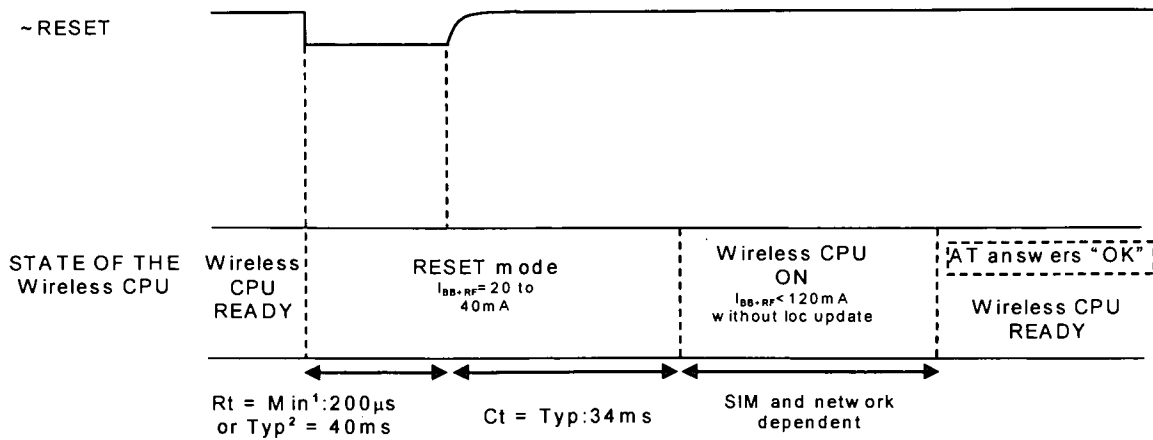 ~RESET
STATE OF THE
Wireless CPU
Wireless
CPU
READY
RESET mode
I_BB+RF=20 to
40mA
Wireless CPU
ON
I_BB+RF<120mA
without loc update
AT answers "OK"
Wireless CPU
READY
Rt = Min¹:200µs
or Typ² = 40ms
Ct = Typ:34ms
SIM and network
dependent